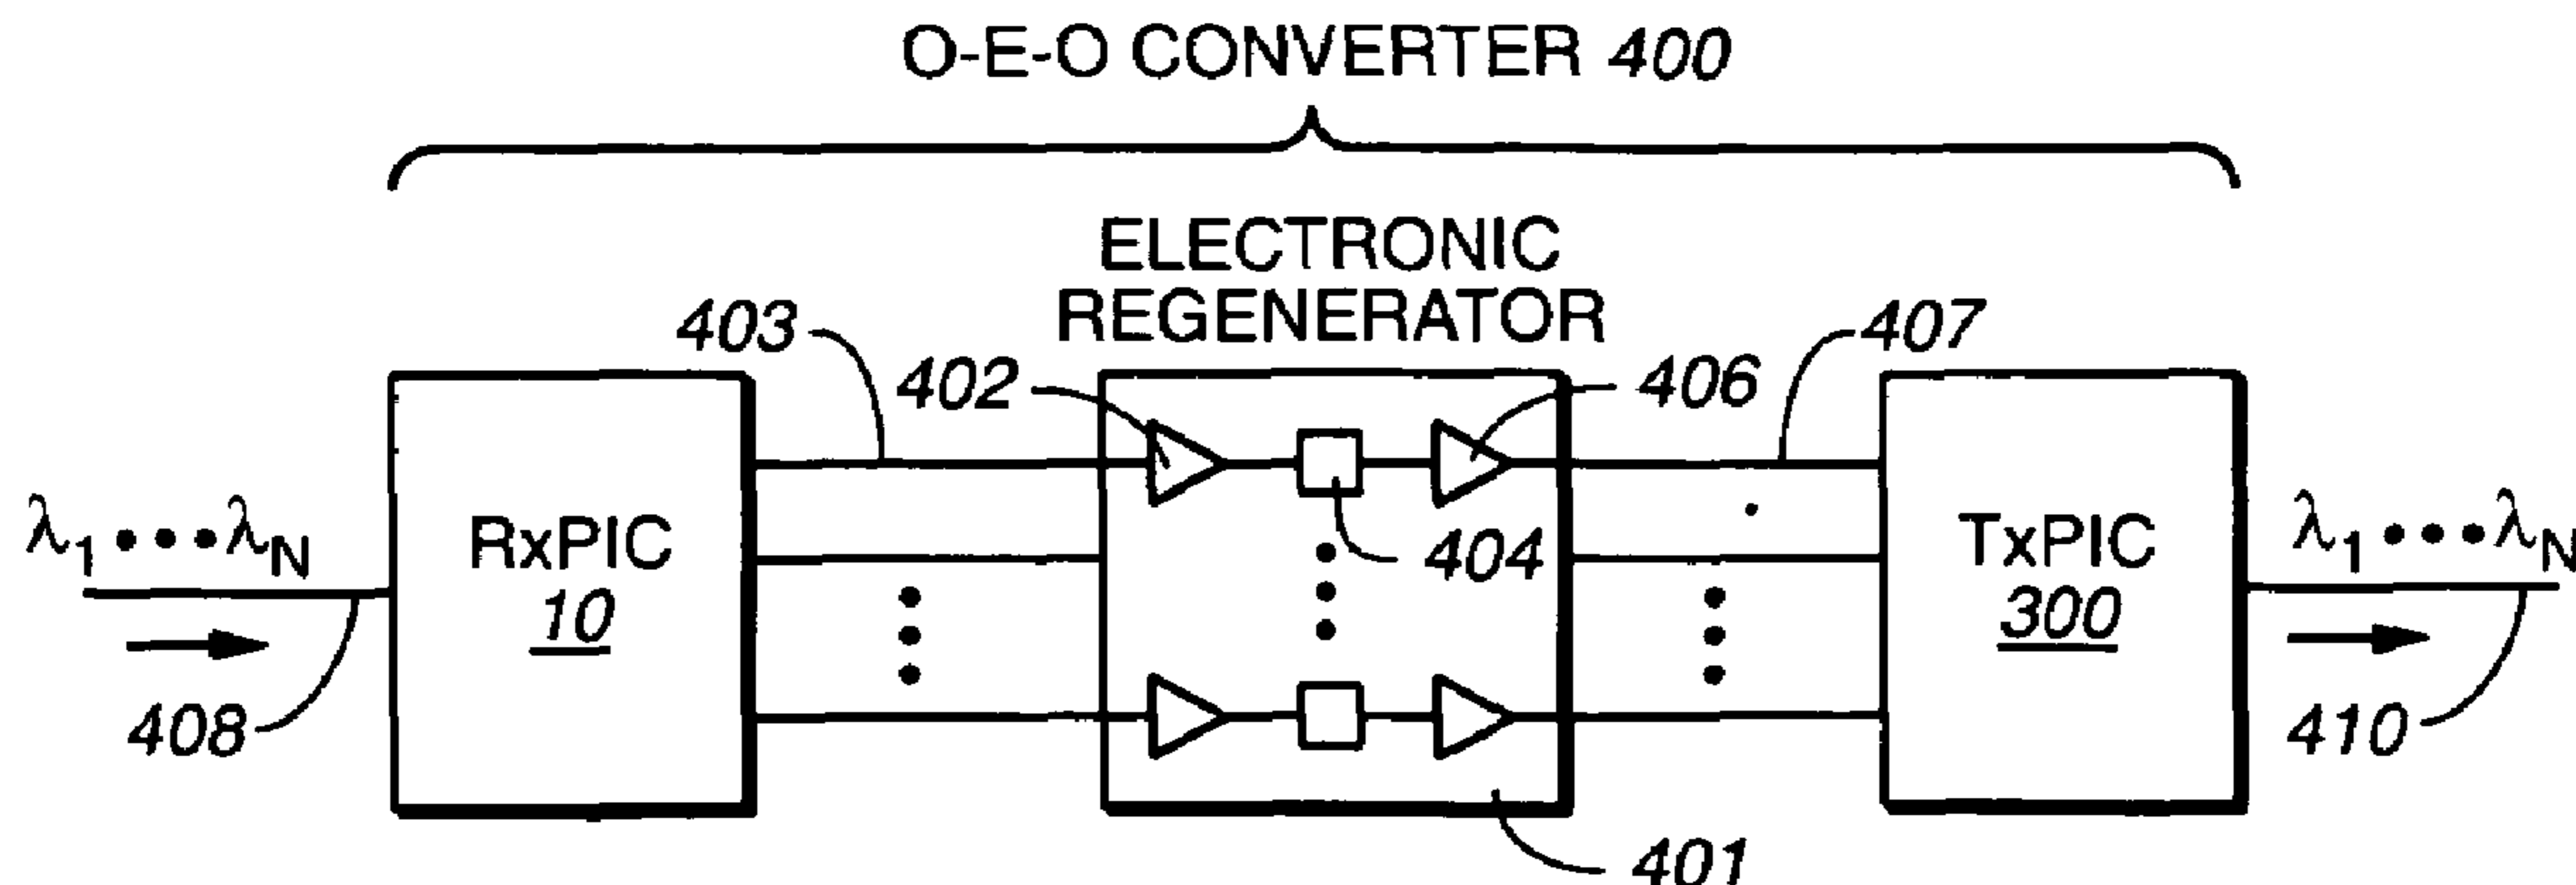 O-E-O CONVERTER 400
ELECTRONIC
REGENERATOR
403
402
406
407
λ1 • • • λN
RxPIC
10
404
TxPIC
300
λ1 • • • λN
408
410
401